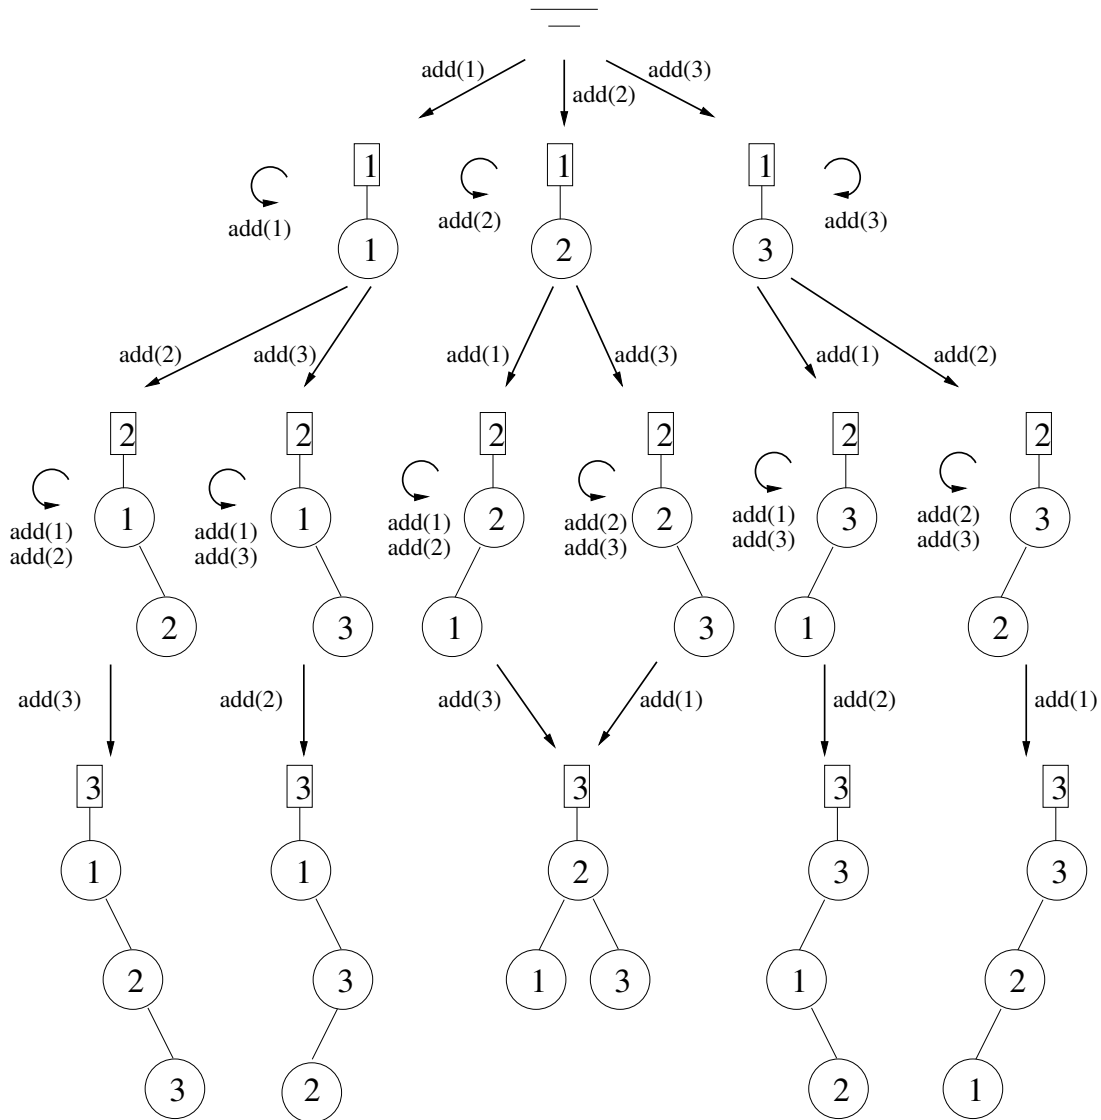 add(1) add(3)
add(2)
1 1 1
add(1) add(2) add(3)
1 2 3
add(2) add(3) add(1) add(3) add(1) add(2)
2 2 2 2 2 2
1 1 2 2 3 3
add(1) add(1) add(1) add(2) add(1) add(2)
add(2) add(3) add(2) add(3) add(3) add(3)
2 3 1 3 1 2
add(3) add(2) add(3) add(1) add(2) add(1)
3 3 3 3 3
1 1 2 3 3
2 3 1 3 1 2
3 2 2 1